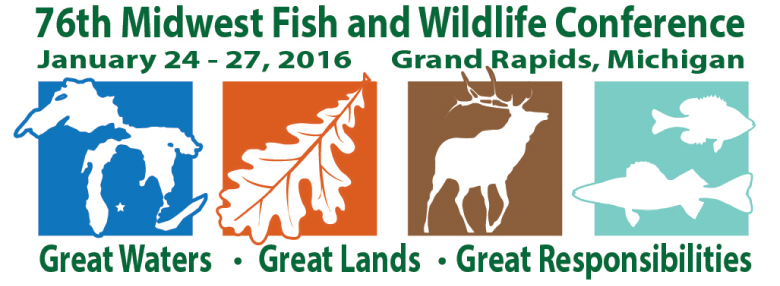 76th Midwest Fish and Wildlife Conference
January 24 - 27, 2016 Grand Rapids, Michigan
Great Waters • Great Lands • Great Responsibilities